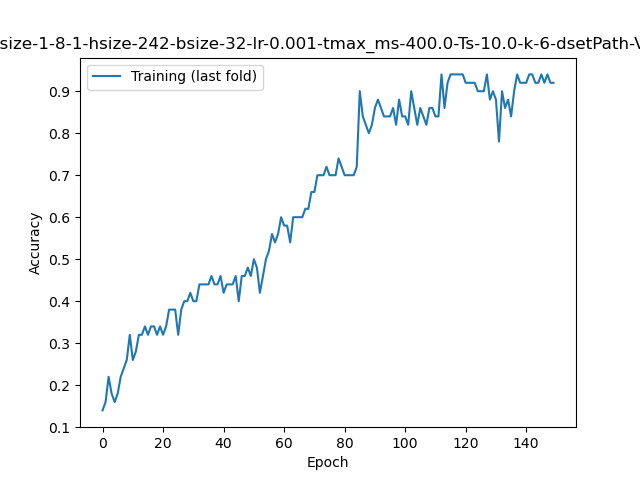 size-1-8-1-hsize-242-bsize-32-lr-0.001-tmax_ms-400.0-Ts-10.0-k-6-dsetPath-V
Training (last fold)
Accuracy
0.9
0.8
0.7
0.6
0.5
0.4
0.3
0.2
0.1
0 20 40 60 80 100 120 140
Epoch